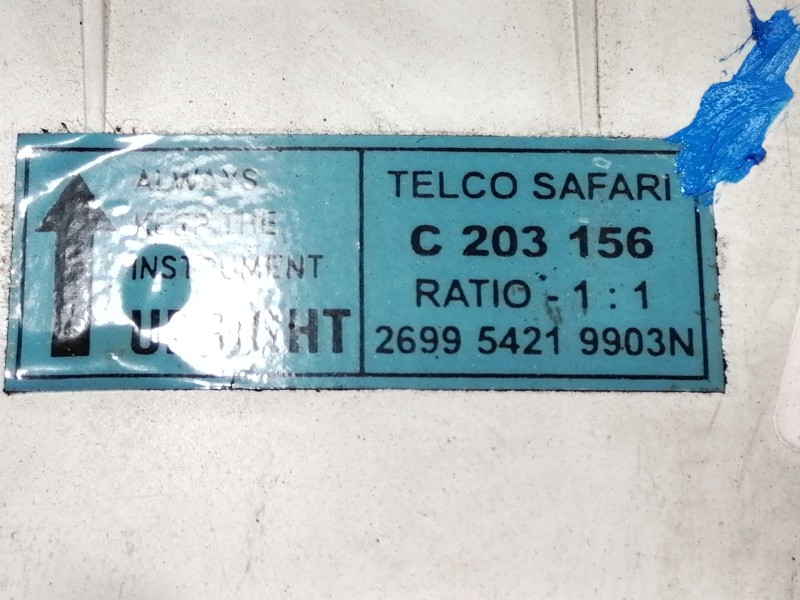 ALWAYS
KEEP THE
INSTRUMENT
UPRIGHT
TELCO SAFARI
C 203 156
RATIO - 1 : 1
2699 5421 9903N